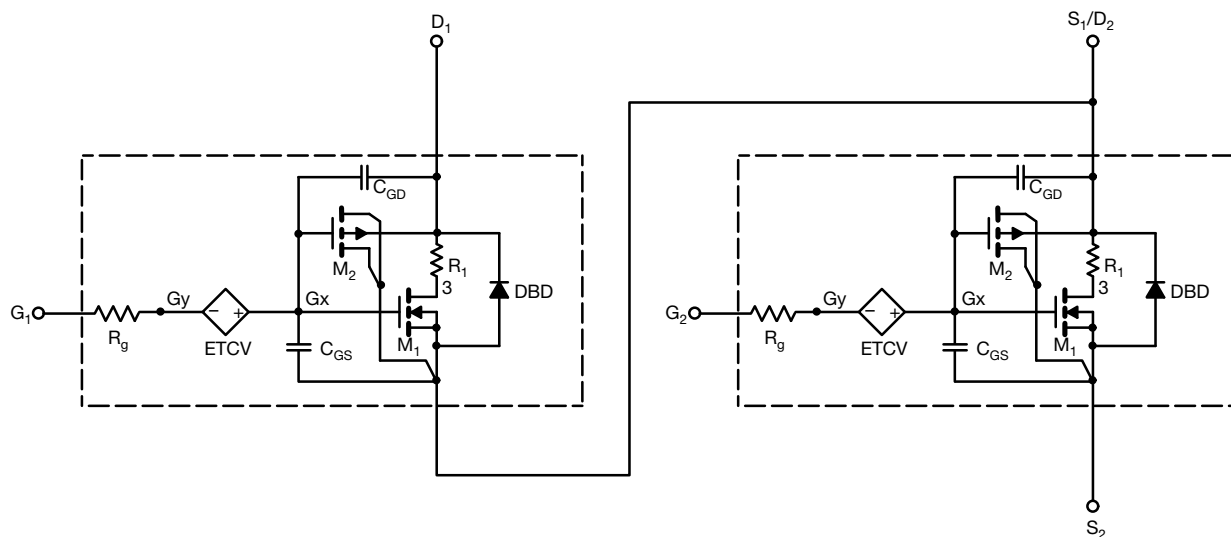 D1
S1/D2
CGD
CGD
M2
R1
M2
R1
3
3
DBD
DBD
G1
Gy
Gx
G2
Gy
Gx
Rg
ETCV
CGS
M1
Rg
ETCV
CGS
M1
S2